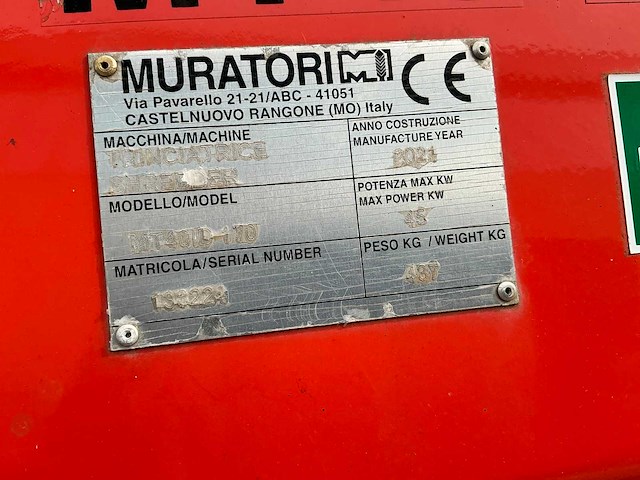 MURATORI M CE
Via Pavarello 21-21/ABC - 41051
CASTELNUOVO RANGONE (MO) Italy
MACCHINA/MACHINE
TRINCIATRICE
ANNO COSTRUZIONE
MANUFACTURE YEAR
2021
MODELLO/MODEL
POTENZA MAX KW
MAX POWER KW
MATRICOLA/SERIAL NUMBER
PESO KG / WEIGHT KG